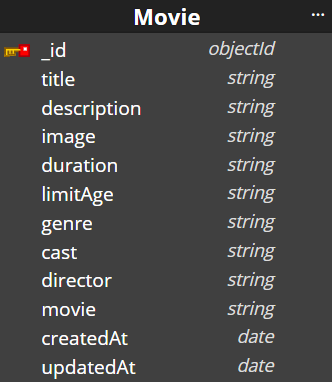 Movie ...
_id objectId
title string
description string
image string
duration string
limitAge string
genre string
cast string
director string
movie string
createdAt date
updatedAt date